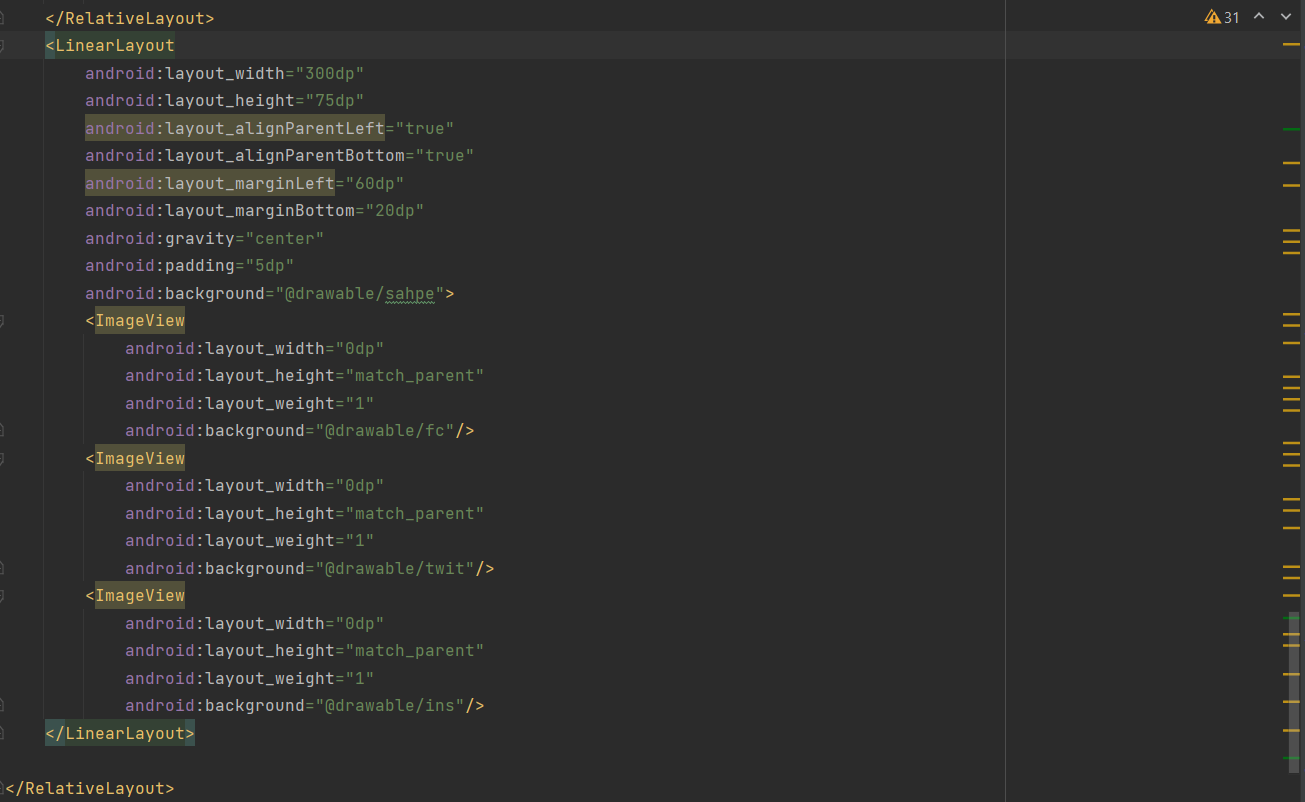 </RelativeLayout>
31
<LinearLayout
android:layout_width="300dp"
android:layout_height="75dp"
android:layout_alignParentLeft="true"
android:layout_alignParentBottom="true"
android:layout_marginLeft="60dp"
android:layout_marginBottom="20dp"
android:gravity="center"
android:padding="5dp"
android:background="@drawable/sahpe">
<ImageView
android:layout_width="0dp"
android:layout_height="match_parent"
android:layout_weight="1"
android:background="@drawable/fc"/>
<ImageView
android:layout_width="0dp"
android:layout_height="match_parent"
android:layout_weight="1"
android:background="@drawable/twit"/>
<ImageView
android:layout_width="0dp"
android:layout_height="match_parent"
android:layout_weight="1"
android:background="@drawable/ins"/>
</LinearLayout>
</RelativeLayout>